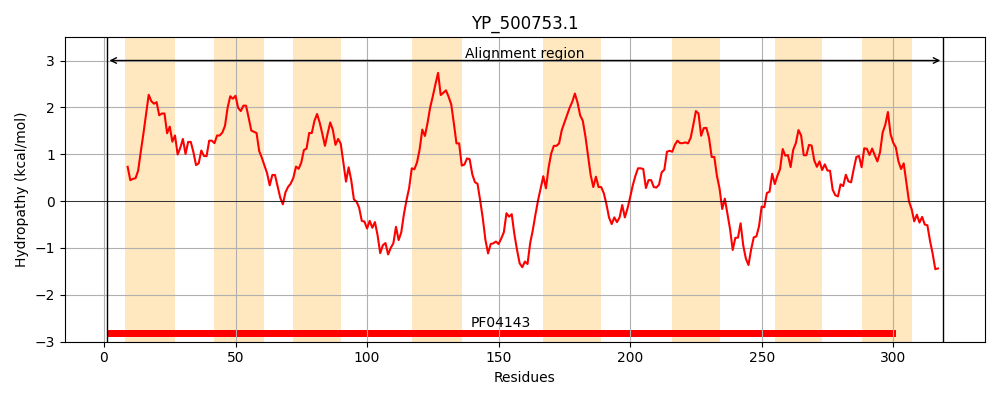 YP_500753.1
Alignment region
3
2
1
0
−1
−2
−3
Hydropathy (kcal/mol)
PF04143
0 50 100 150 200 250 300
Residues